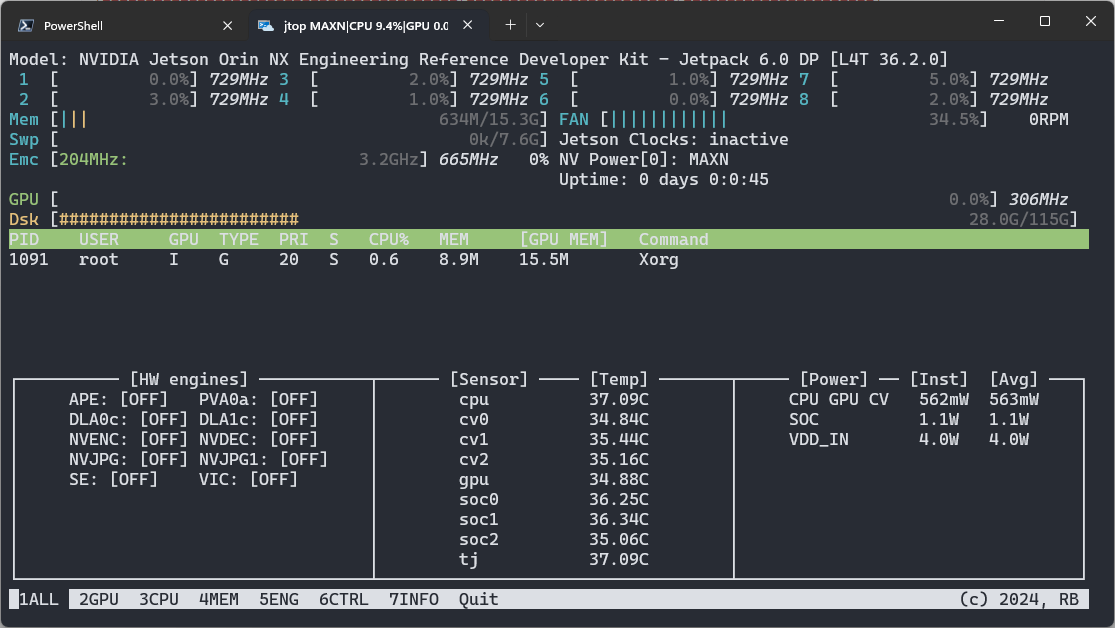 PowerShell
jtop MAXN|CPU 9.4%|GPU 0.0
Model: NVIDIA Jetson Orin NX Engineering Reference Developer Kit - Jetpack 6.0 DP [L4T 36.2.0]
1 [ 0.0%] 729MHz 3 [ 2.0%] 729MHz 5 [ 1.0%] 729MHz 7 [ 5.0%] 729MHz
2 [ 3.0%] 729MHz 4 [ 1.0%] 729MHz 6 [ 0.0%] 729MHz 8 [ 2.0%] 729MHz
Mem [||| 634M/15.3G] FAN [|||||||||||| 34.5%] 0RPM
Swp [ 0k/7.6G] Jetson Clocks: inactive
Emc [204MHz: 3.2GHz] 665MHz 0% NV Power[0]: MAXN
Uptime: 0 days 0:0:45
GPU [ 0.0%] 306MHz
Dsk [######################## 28.0G/115G]
PID USER GPU TYPE PRI S CPU% MEM [GPU MEM] Command
1091 root I G 20 S 0.6 8.9M 15.5M Xorg
[HW engines] [Sensor] [Temp] [Power] [Inst] [Avg]
APE: [OFF] PVA0a: [OFF] cpu 37.09C CPU GPU CV 562mW 563mW
DLA0c: [OFF] DLA1c: [OFF] cv0 34.84C SOC 1.1W 1.1W
NVENC: [OFF] NVDEC: [OFF] cv1 35.44C VDD_IN 4.0W 4.0W
NVJPG: [OFF] NVJPG1: [OFF] cv2 35.16C
SE: [OFF] VIC: [OFF] gpu 34.88C
soc0 36.25C
soc1 36.34C
soc2 35.06C
tj 37.09C
1ALL 2GPU 3CPU 4MEM 5ENG 6CTRL 7INFO Quit (c) 2024, RB